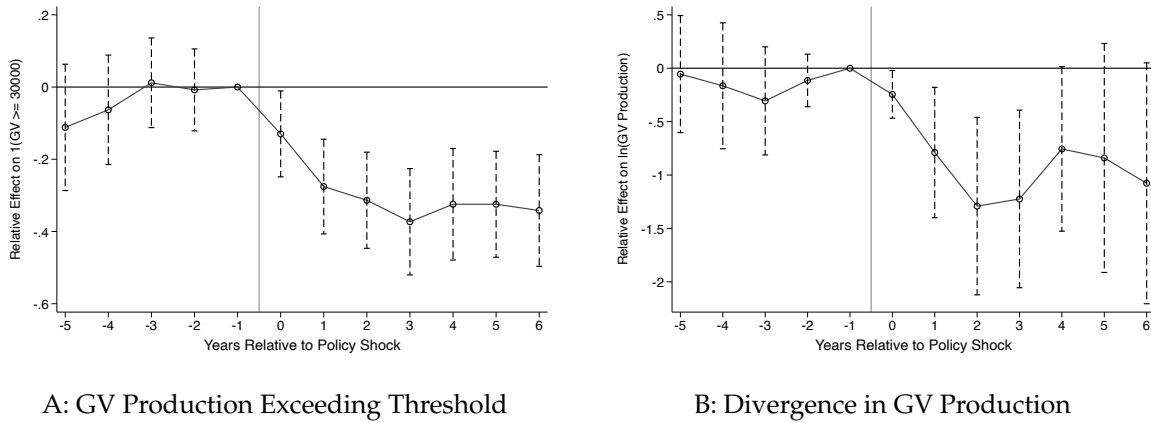 .2
0
-.2
-.4
-.6
Relative Effect on 1(GV >= 30000)
-5 -4 -3 -2 -1 0 1 2 3 4 5 6
Years Relative to Policy Shock
A: GV Production Exceeding Threshold
.5
0
-.5
-1
-1.5
-2
Relative Effect on ln(GV Production)
-5 -4 -3 -2 -1 0 1 2 3 4 5 6
Years Relative to Policy Shock
B: Divergence in GV Production